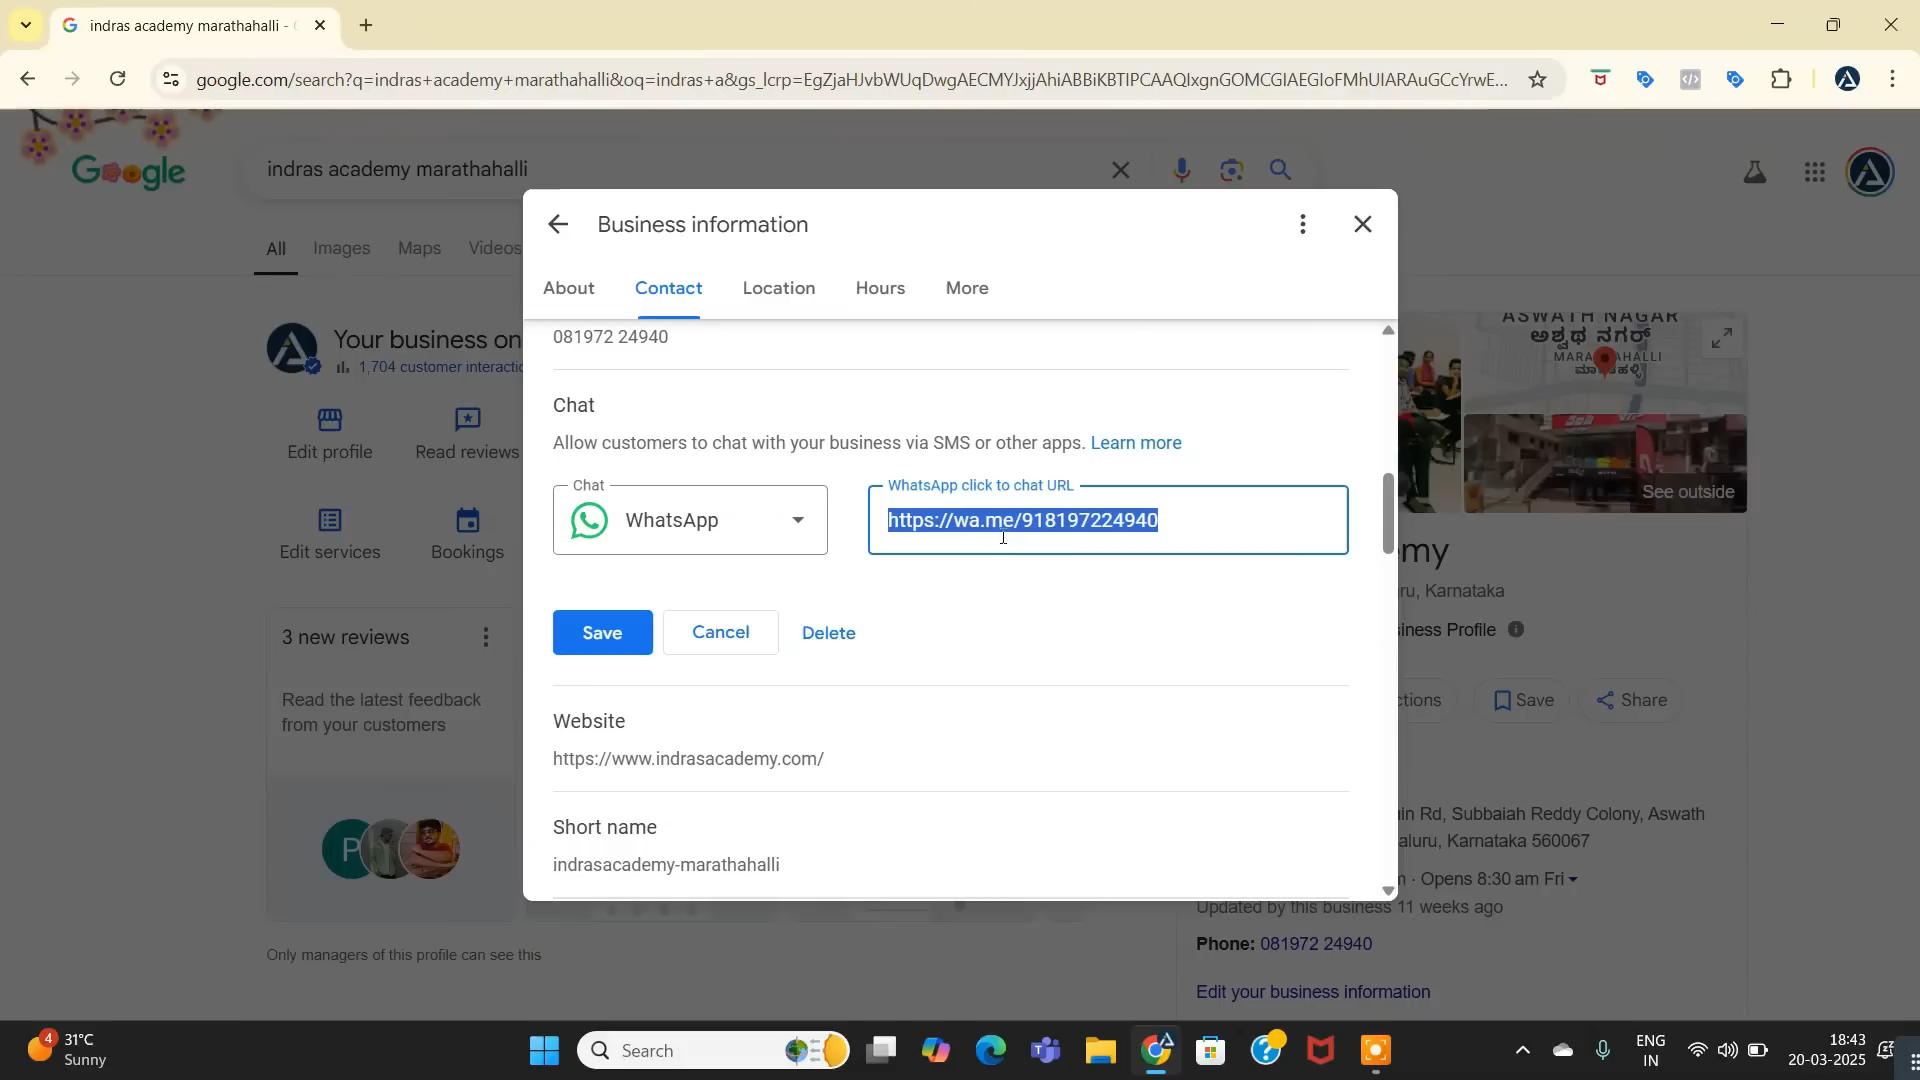 indras academy marathahalli - G
google.com/search?q=indras+academy+marathahalli&oq=indras+a&gs_lcrp=EgZjaHJvbWUqDwgAECMYJxjjAhiABBiKBTIPCAAQIxgnGOMCGIAEGIoFMhUIARAuGCcYrwE...
Google
indras academy marathahalli
All
Images
Maps
Videos
Business information
About
Contact
Location
Hours
More
Your business on
1,704 customer interactio
Edit profile
Read reviews
Edit services
Bookings
3 new reviews
Read the latest feedback
from your customers
P
Only managers of this profile can see this
081972 24940
Chat
Allow customers to chat with your business via SMS or other apps. Learn more
Chat
WhatsApp
WhatsApp click to chat URL
https://wa.me/918197224940
Save
Cancel
Delete
Website
https://www.indrasacademy.com/
Short name
indrasacademy-marathahalli
ASWATH NAGAR
ಅಶ್ವಥ ನಗರ್
MARATHAHALLI
ಮಾರತಹಳ್ಳಿ
See outside
my
ru, Karnataka
iness Profile
ctions
Save
Share
in Rd, Subbaiah Reddy Colony, Aswath
aluru, Karnataka 560067
m · Opens 8:30 am Fri
Updated by this business 11 weeks ago
Phone: 081972 24940
Edit your business information
4
31°C
Sunny
Search
ENG
IN
18:43
20-03-2025